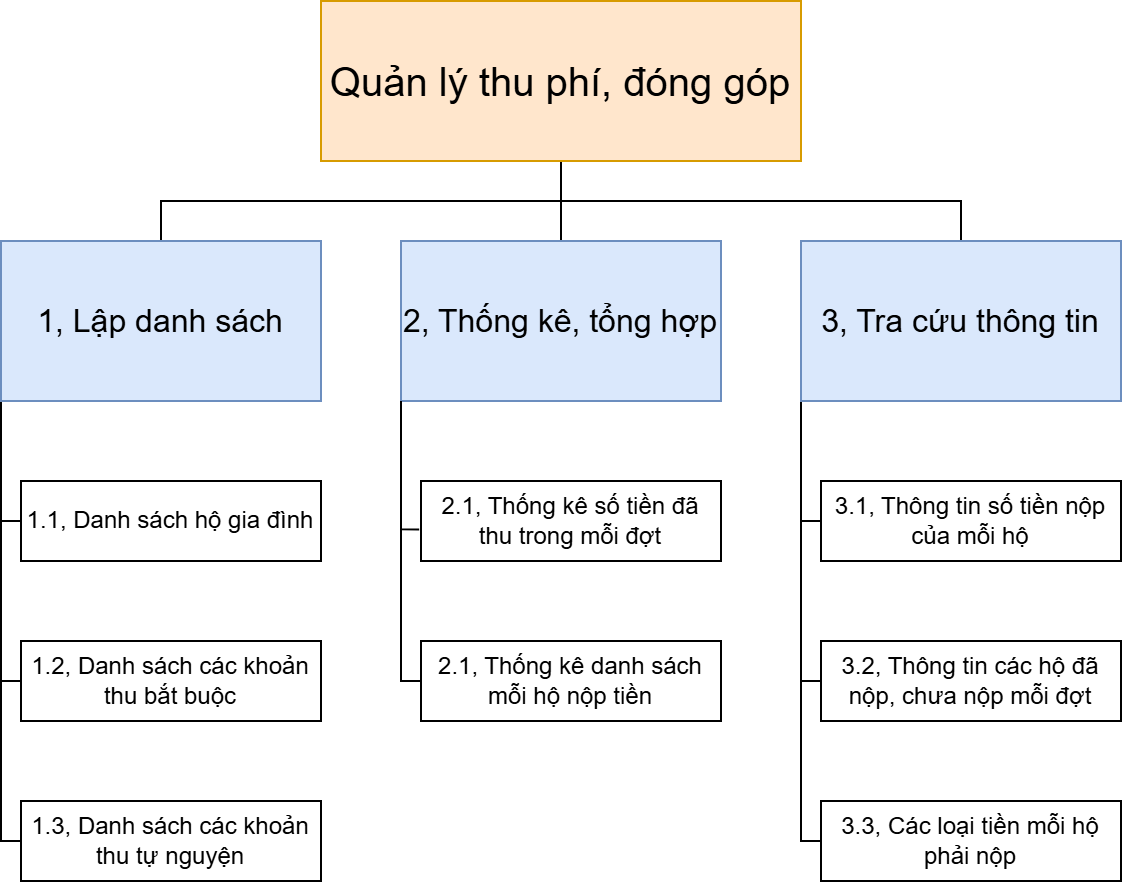 Quản lý thu phí, đóng góp
1, Lập danh sách
2, Thống kê, tổng hợp
3, Tra cứu thông tin
1.1, Danh sách hộ gia đình
2.1, Thống kê số tiền đã
thu trong mỗi đợt
3.1, Thông tin số tiền nộp
của mỗi hộ
1.2, Danh sách các khoản
thu bắt buộc
2.1, Thống kê danh sách
mỗi hộ nộp tiền
3.2, Thông tin các hộ đã
nộp, chưa nộp mỗi đợt
1.3, Danh sách các khoản
thu tự nguyện
3.3, Các loại tiền mỗi hộ
phải nộp